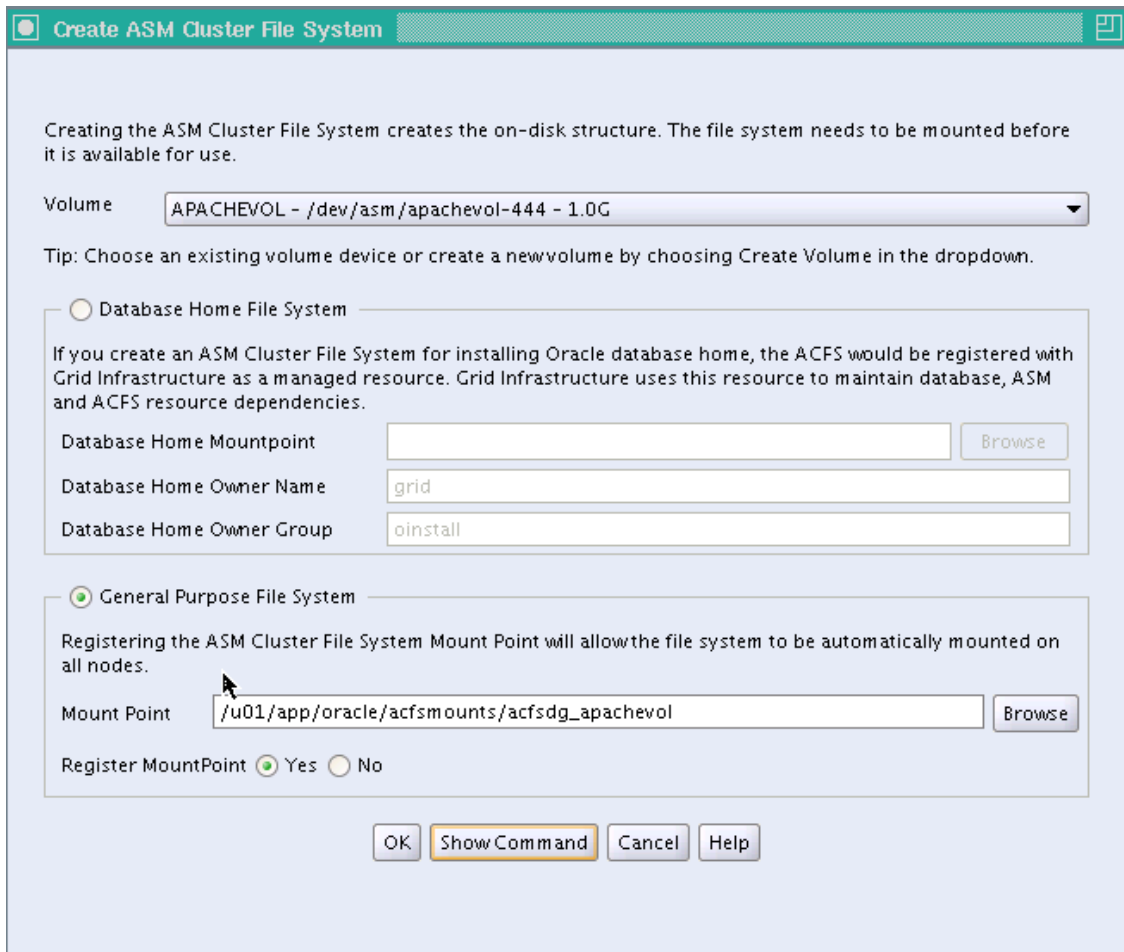 Create ASM Cluster File System
Creating the ASM Cluster File System creates the on-disk structure. The file system needs to be mounted before
it is available for use.
Volume APACHEVOL - /dev/asm/apachevol-444 - 1.0G
Tip: Choose an existing volume device or create a new volume by choosing Create Volume in the dropdown.
Database Home File System
If you create an ASM Cluster File System for installing Oracle database home, the ACFS would be registered with
Grid Infrastructure as a managed resource. Grid Infrastructure uses this resource to maintain database, ASM
and ACFS resource dependencies.
Database Home Mountpoint Browse
Database Home Owner Name grid
Database Home Owner Group oinstall
General Purpose File System
Registering the ASM Cluster File System Mount Point will allow the file system to be automatically mounted on
all nodes.
Mount Point /u01/app/oracle/acfsmounts/acfsdg_apachevol Browse
Register MountPoint Yes No
OK Show Command Cancel Help